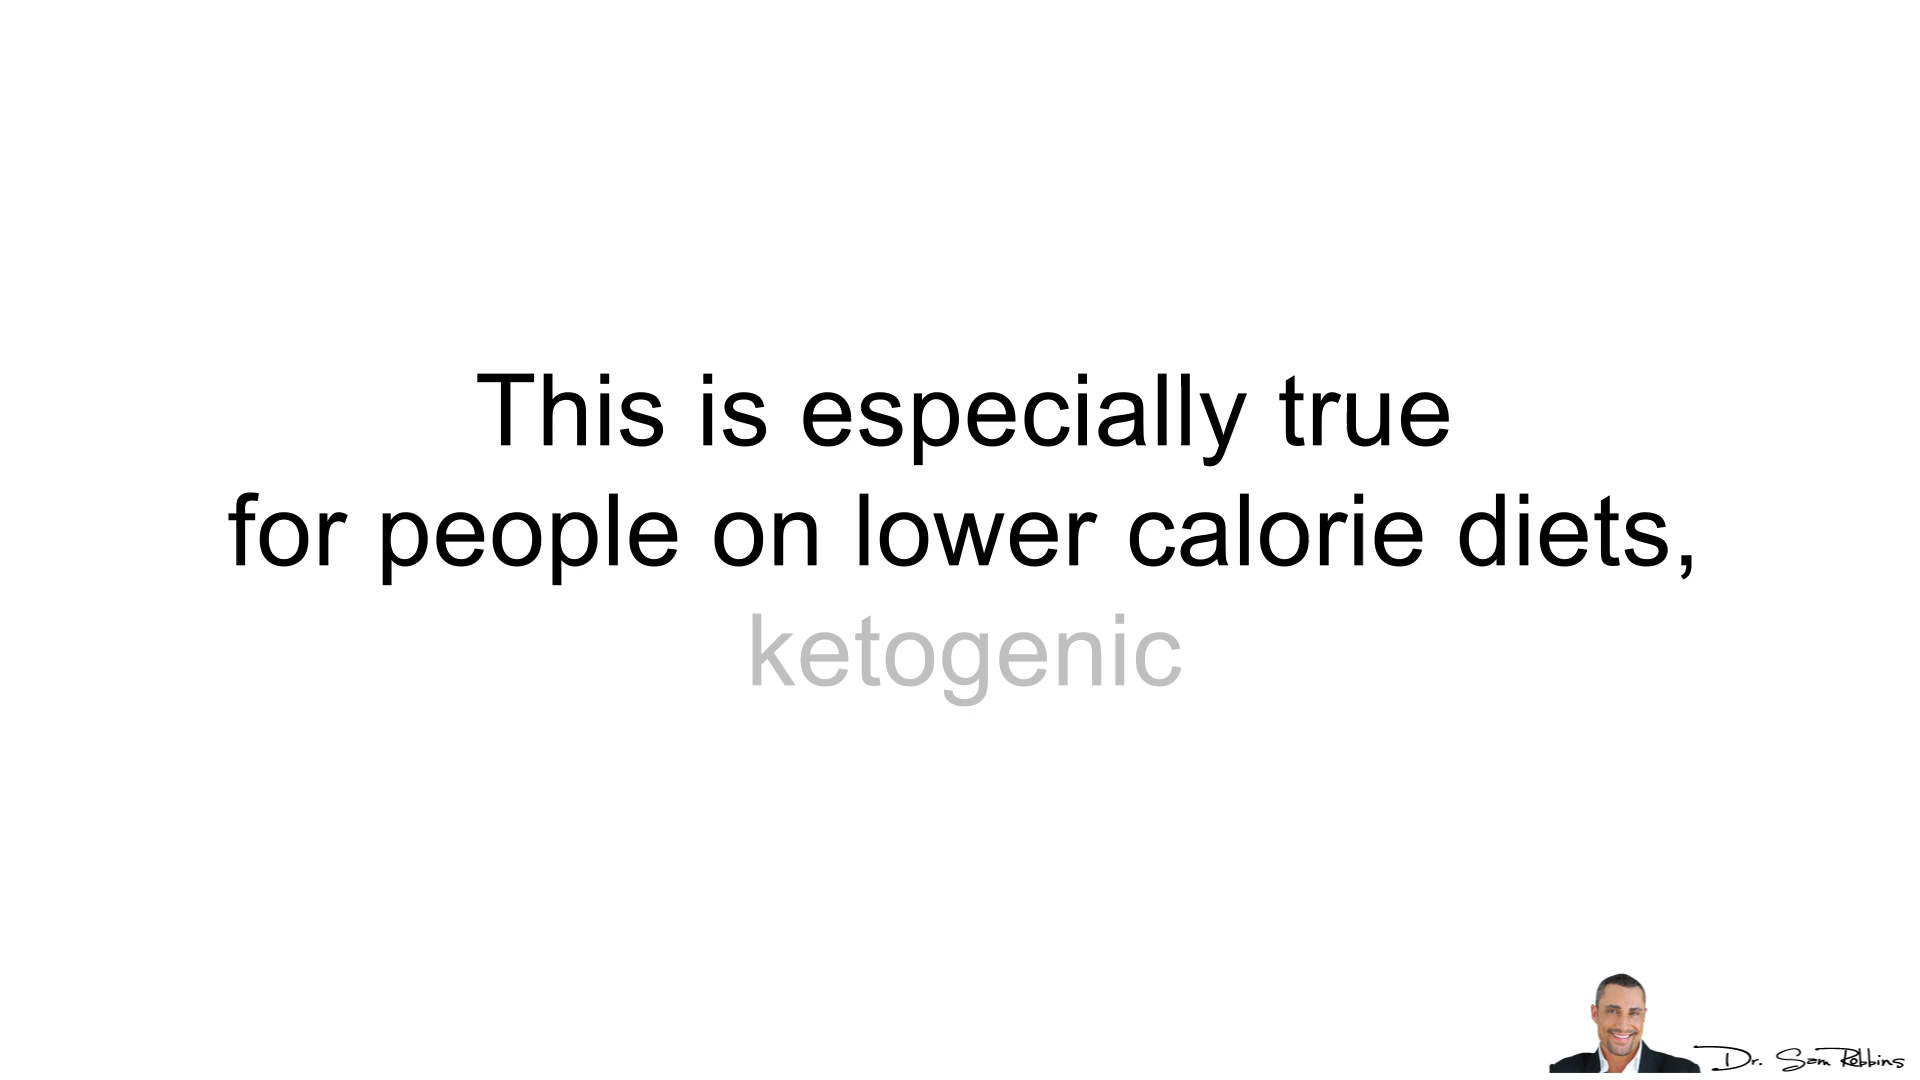 This is especially true
for people on lower calorie diets,
ketogenic
Dr. Sam Robbins